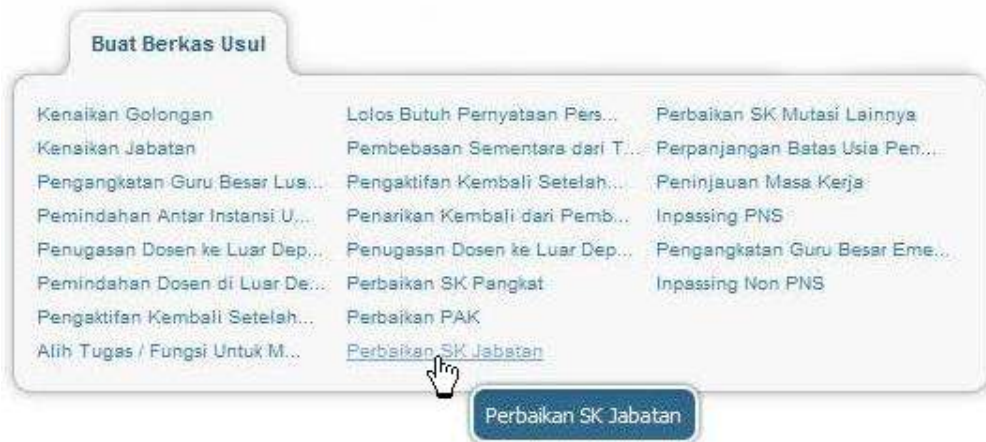 Buat Berkas Usul
Kenaikan Golongan
Kenaikan Jabatan
Pengangkatan Guru Besar Lua...
Pemindahan Antar Instansi U...
Penugasan Dosen ke Luar Dep...
Pemindahan Dosen di Luar De...
Pengaktifan Kembali Setelah...
Alih Tugas / Fungsi Untuk M...
Lolos Butuh Pernyataan Pers...
Pembebasan Sementara dari T...
Pengaktifan Kembali Setelah...
Penarikan Kembali dari Pemb...
Penugasan Dosen ke Luar Dep...
Perbaikan SK Pangkat
Perbaikan PAK
Perbaikan SK Jabatan
Perbaikan SK Mutasi Lainnya
Perpanjangan Batas Usia Pen...
Peninjauan Masa Kerja
Inpassing PNS
Pengangkatan Guru Besar Eme...
Inpassing Non PNS
Perbaikan SK Jabatan